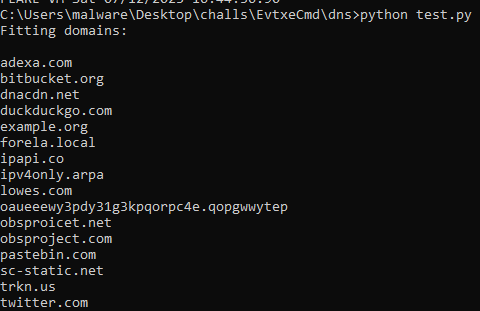 C:\Users\malware\Desktop\challs\EvtxeCmd\dns>python test.py
Fitting domains:
adexa.com
bitbucket.org
dnacdn.net
duckduckgo.com
example.org
forela.local
ipapi.co
ipv4only.arpa
lowes.com
oaueeewy3pdy31g3kpqorpc4e.qopgwwytep
obsproicet.net
obsproject.com
pastebin.com
sc-static.net
trkn.us
twitter.com